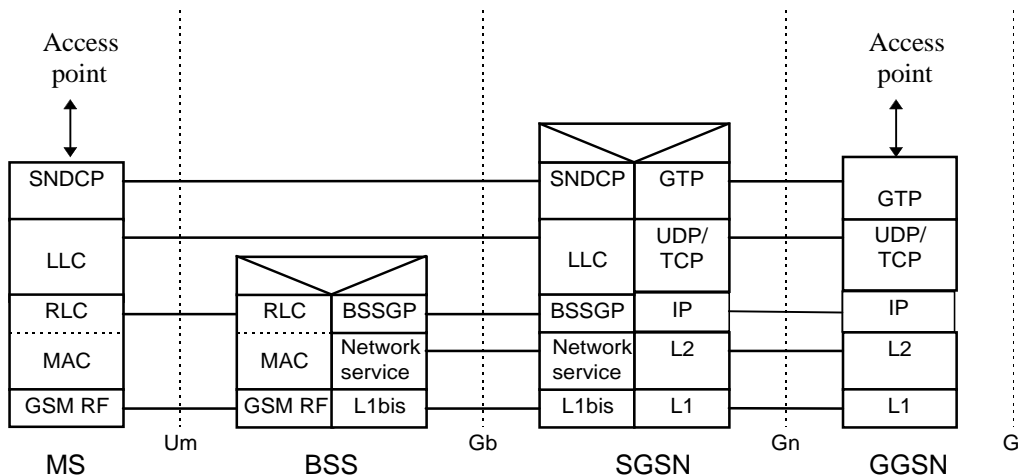 Access
point
Access
point
SNDCP
SNDCP
GTP
GTP
LLC
LLC
UDP/
TCP
UDP/
TCP
RLC
RLC
BSSGP
BSSGP
IP
IP
MAC
MAC
Network
service
Network
service
L2
L2
GSM RF
GSM RF
L1bis
L1bis
L1
L1
Um
Gb
Gn
G
MS
BSS
SGSN
GGSN